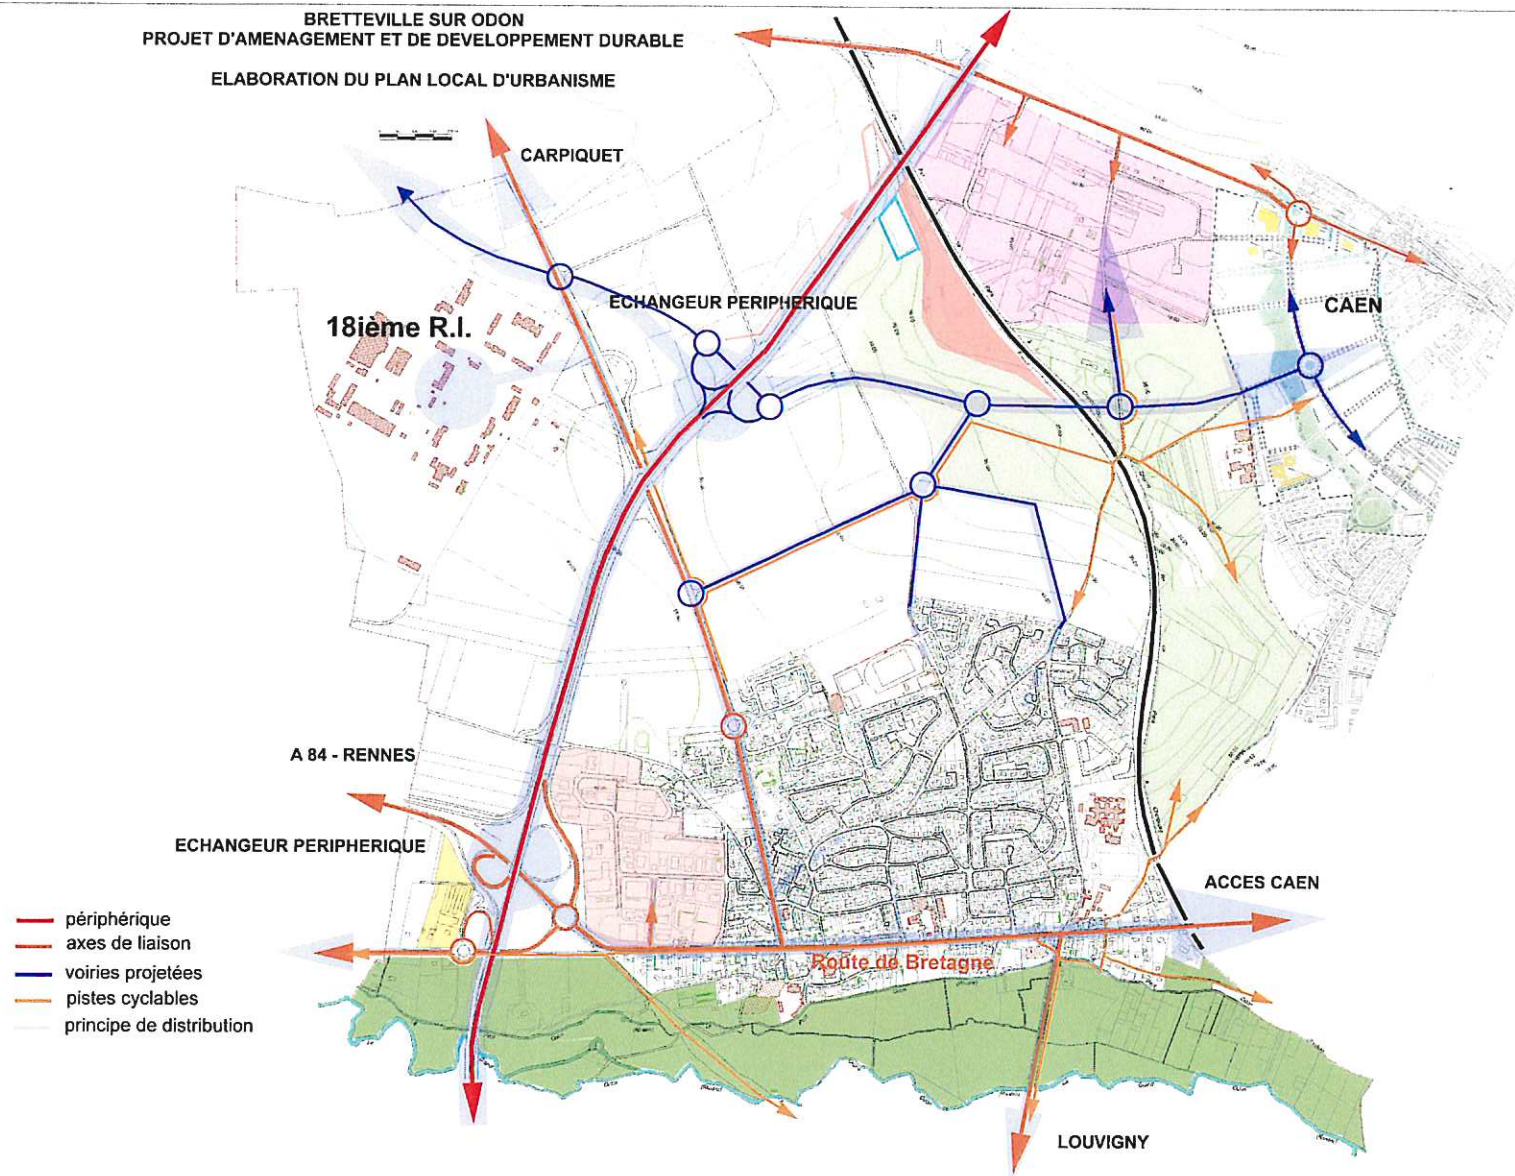 BRETTEVILLE SUR ODON
PROJET D'AMENAGEMENT ET DE DEVELOPPEMENT DURABLE
ELABORATION DU PLAN LOCAL D'URBANISME
CARPIQUET
ECHANGEUR PERIPHERIQUE
18ième R.I.
CAEN
A 84 - RENNES
ECHANGEUR PERIPHERIQUE
ACCES CAEN
Route de Bretagne
LOUVIGNY
périphérique
axes de liaison
voiries projetées
pistes cyclables
principe de distribution